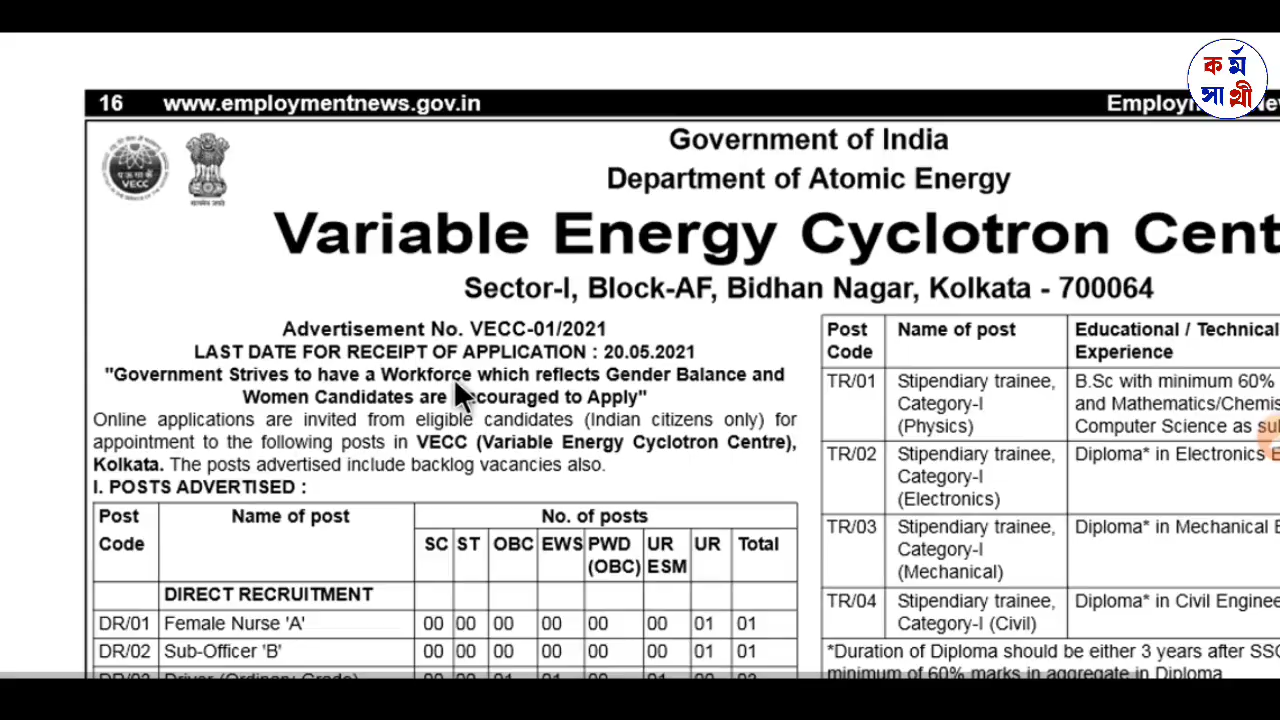 কর্ম
সাথী
16 www.employmentnews.gov.in
VECC
Government of India
Department of Atomic Energy
Variable Energy Cyclotron Cent
Sector-I, Block-AF, Bidhan Nagar, Kolkata - 700064
Advertisement No. VECC-01/2021
LAST DATE FOR RECEIPT OF APPLICATION : 20.05.2021
"Government Strives to have a Workforce which reflects Gender Balance and
Women Candidates are couraged to Apply"
Online applications are invited from eligible candidates (Indian citizens only) for
appointment to the following posts in VECC (Variable Energy Cyclotron Centre),
Kolkata. The posts advertised include backlog vacancies also.
I. POSTS ADVERTISED :
Post Code Name of post No. of posts
SC ST OBC EWS PWD (OBC) UR ESM UR Total
DIRECT RECRUITMENT
DR/01 Female Nurse 'A' 00 00 00 00 00 00 01 01
DR/02 Sub-Officer 'B' 00 00 00 00 00 00 01 01
Driver (Ordinary Grade)
Post Name of post Educational / Technical
Code Experience
TR/01 Stipendiary trainee, B.Sc with minimum 60%
Category-I and Mathematics/Chemis
(Physics) Computer Science as su
TR/02 Stipendiary trainee, Diploma* in Electronics E
Category-I
(Electronics)
TR/03 Stipendiary trainee, Diploma* in Mechanical E
Category-I
(Mechanical)
TR/04 Stipendiary trainee, Diploma* in Civil Enginee
Category-I (Civil)
*Duration of Diploma should be either 3 years after SSC
minimum of 60% marks in aggregate in Diploma